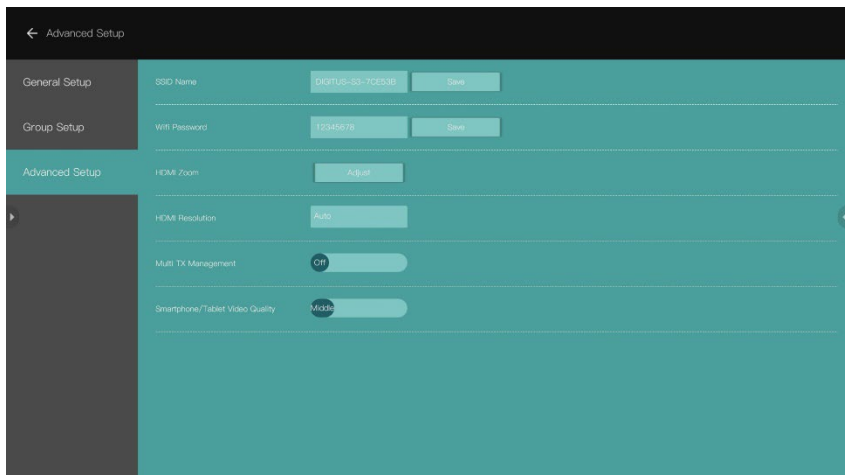 Advanced Setup
General Setup
Group Setup
Advanced Setup
SSID Name DIGITUS-S3-7CE53B Save
Wifi Password 12345678 Save
HDMI Zoom Adjust
HDMI Resolution Auto
Multi TX Management Off
Smartphone/Tablet Video Quality Middle